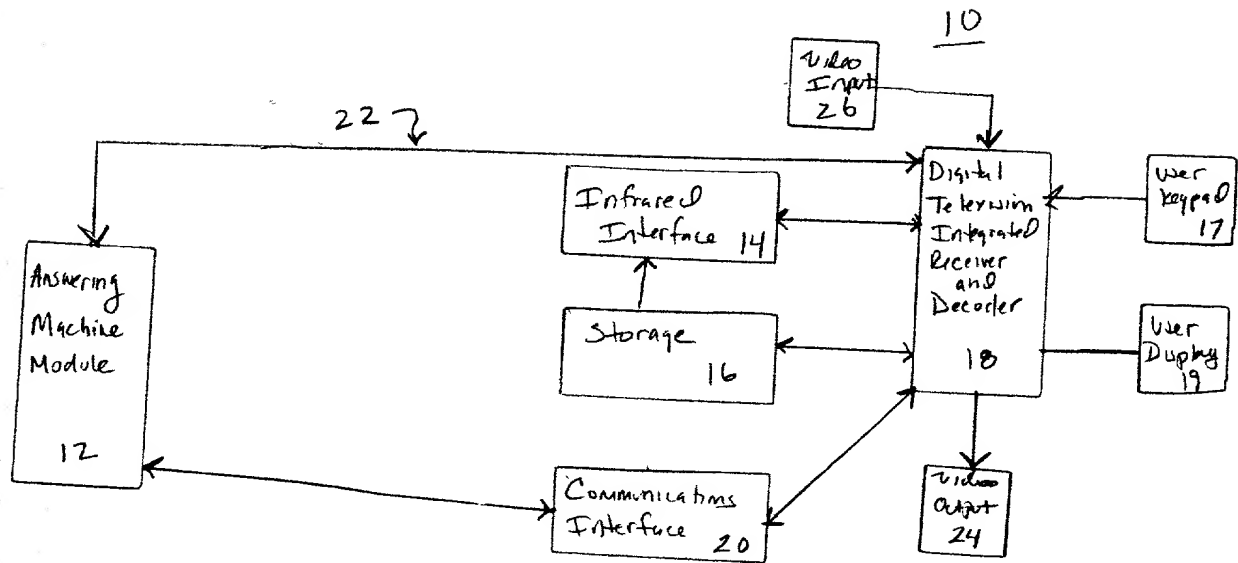 10
Video
Input
26
22
Digital
Television
Integrated
Receiver
and
Decoder
18
User
Keypad
17
Infrared
Interface 14
Answering
Machine
Module
12
Storage
16
User
Display
19
Communications
Interface 20
Video
Output
24